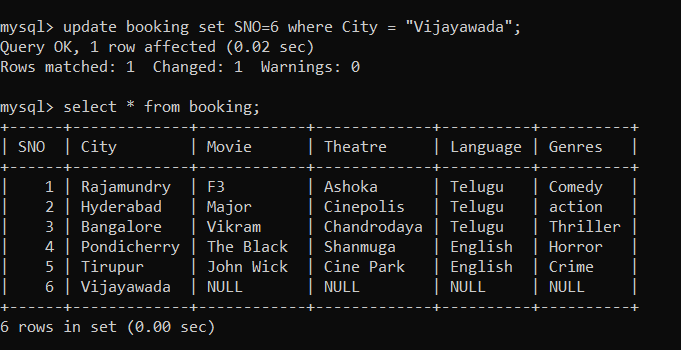 mysql> update booking set SNO=6 where City = "Vijayawada";
Query OK, 1 row affected (0.02 sec)
Rows matched: 1  Changed: 1  Warnings: 0
mysql> select * from booking;
+------+-------------+-----------+------------+----------+----------+
| SNO  | City        | Movie     | Theatre    | Language | Genres   |
+------+-------------+-----------+------------+----------+----------+
|    1 | Rajamundry  | F3        | Ashoka     | Telugu   | Comedy   |
|    2 | Hyderabad   | Major     | Cinepolis  | Telugu   | action   |
|    3 | Bangalore   | Vikram    | Chandrodaya | Telugu   | Thriller |
|    4 | Pondicherry | The Black | Shanmuga   | English  | Horror   |
|    5 | Tirupur     | John Wick | Cine Park  | English  | Crime    |
|    6 | Vijayawada  | NULL      | NULL       | NULL     | NULL     |
+------+-------------+-----------+------------+----------+----------+
6 rows in set (0.00 sec)